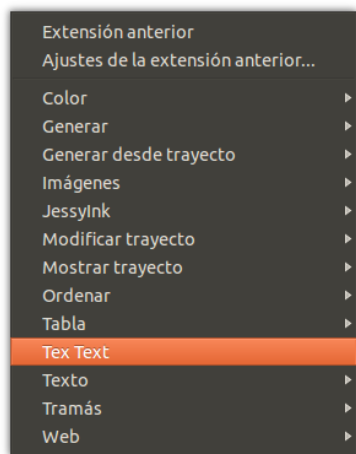 Extensión anterior
Ajustes de la extensión anterior...
Color
Generar
Generar desde trayecto
Imágenes
JessyInk
Modificar trayecto
Mostrar trayecto
Ordenar
Tabla
Tex Text
Texto
Tramás
Web